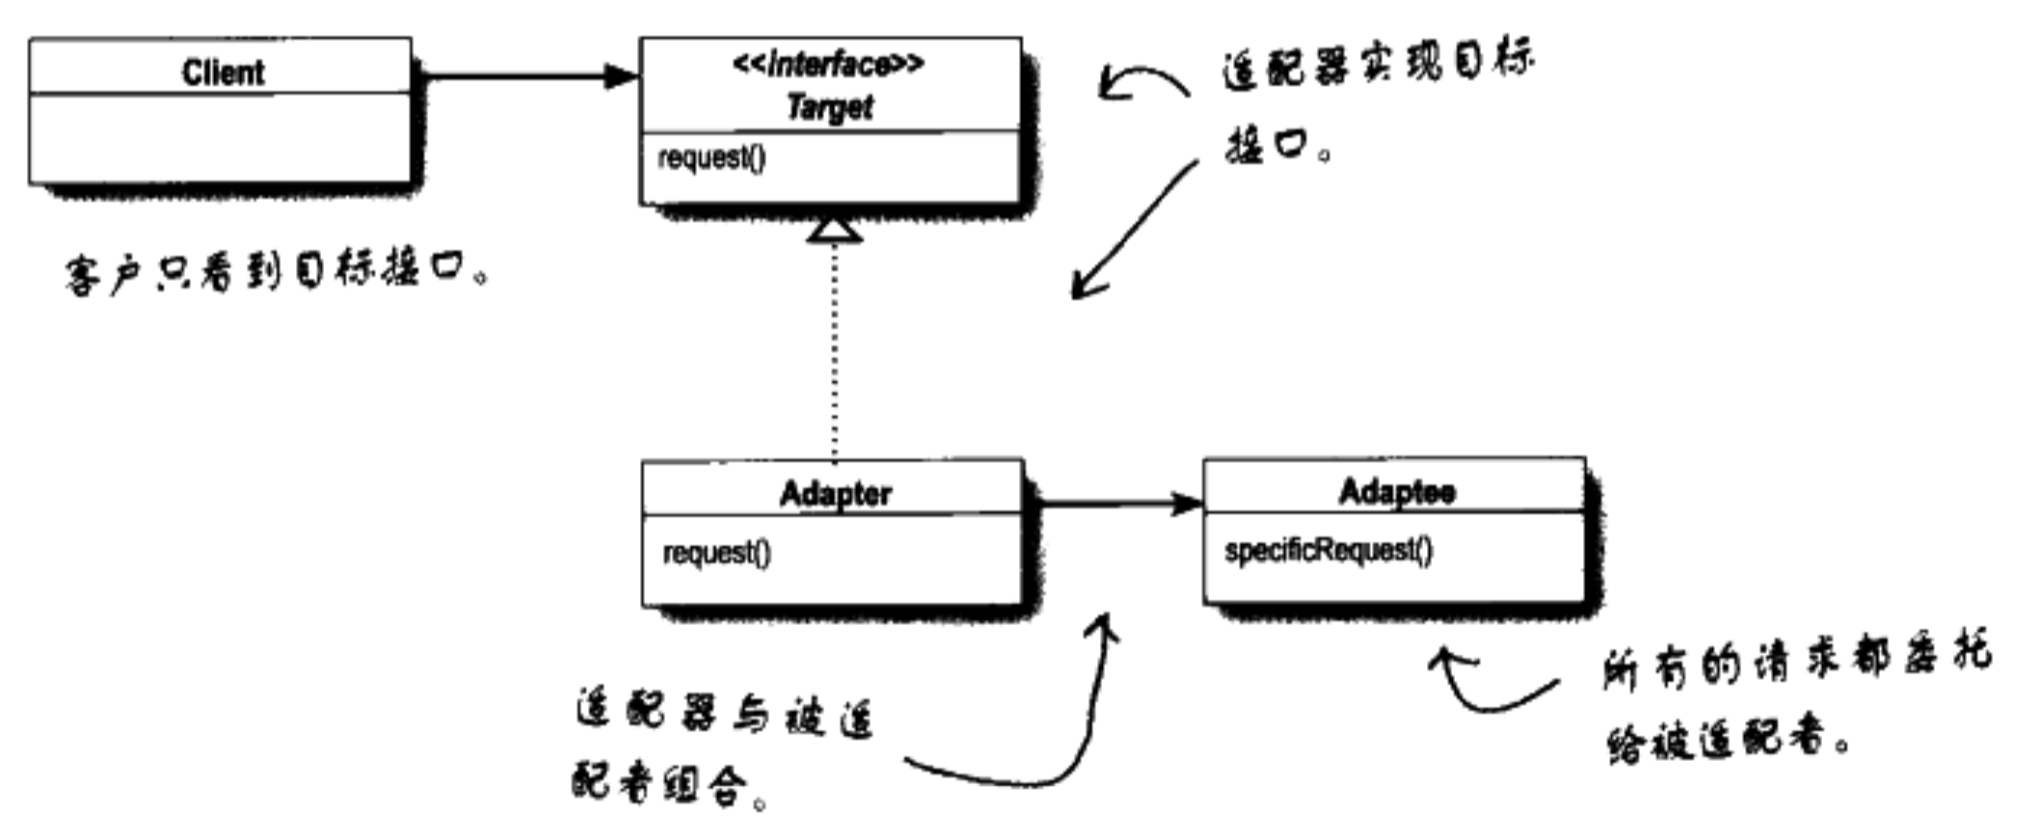 Client
<<interface>>
Target
request()
适配器实现目标
接口。
客户只看到目标接口。
Adapter
request()
Adaptee
specificRequest()
适配器与被适
配者组合。
所有的请求都委托
给被适配者。